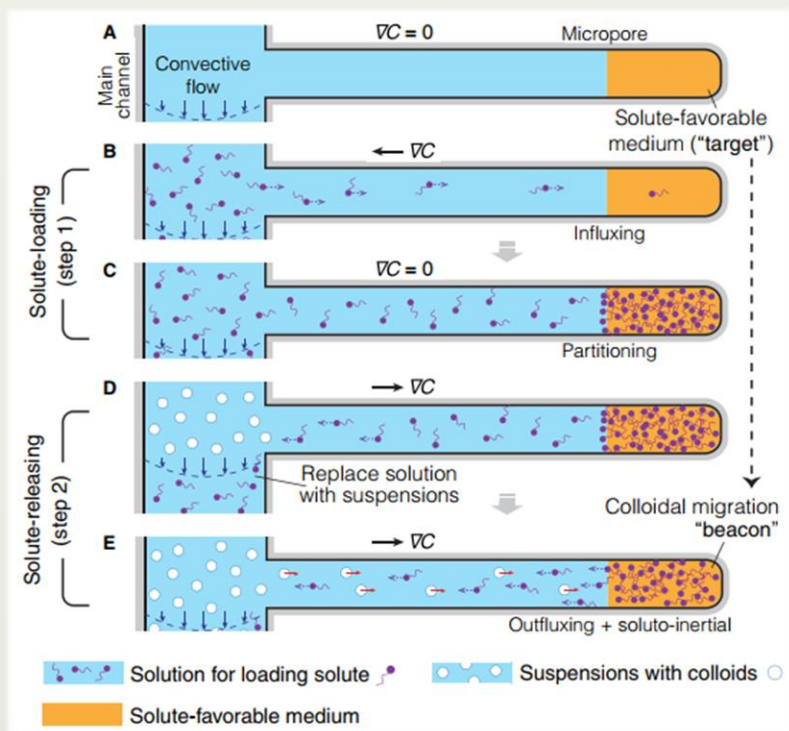 A
∇C = 0
Micropore
Main
channel
Convective
flow
Solute-favorable
medium ("target")
B
∇C
Influxing
Solute-loading
(step 1)
C
∇C = 0
Partitioning
D
∇C
Replace solution
with suspensions
Solute-releasing
(step 2)
Colloidal migration
"beacon"
E
∇C
Outfluxing + soluto-inertial
Solution for loading solute
Suspensions with colloids
Solute-favorable medium